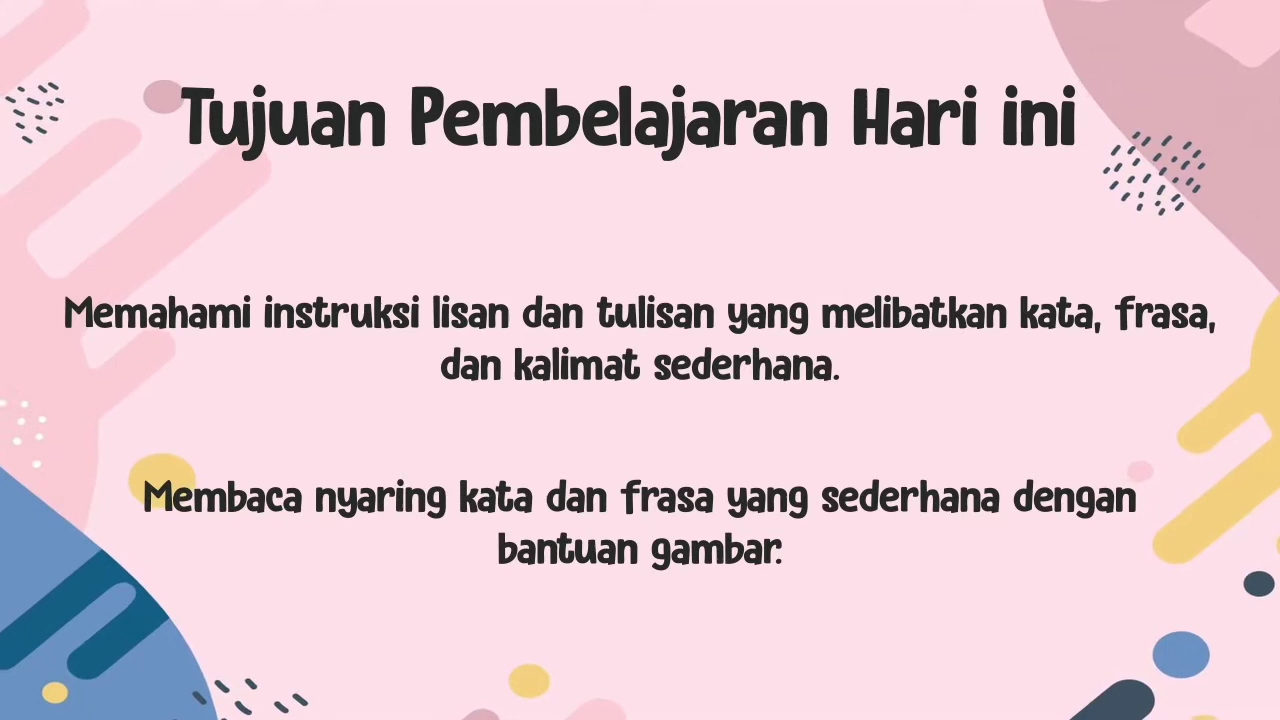 Tujuan Pembelajaran Hari ini
Memahami instruksi lisan dan tulisan yang melibatkan kata, frasa,
dan kalimat sederhana.
Membaca nyaring kata dan frasa yang sederhana dengan
bantuan gambar.